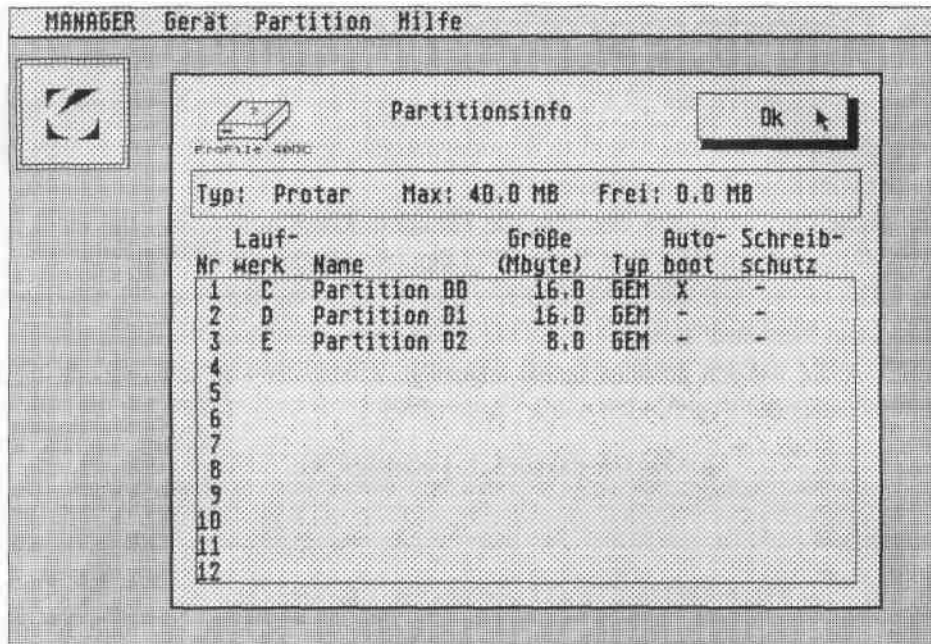 MANAGER Gerät Partition Hilfe
Partitionsinfo
Ok
ProFile 40DC
Typ: Protar Max: 40.0 MB Frei: 0.0 MB
Lauf- Größe Auto- Schreib-
Nr werk Name (Mbyte) Typ boot schutz
1 C Partition 00 16.0 GEM X -
2 D Partition 01 16.0 GEM - -
3 E Partition 02 8.0 GEM - -
4
5
6
7
8
9
10
11
12